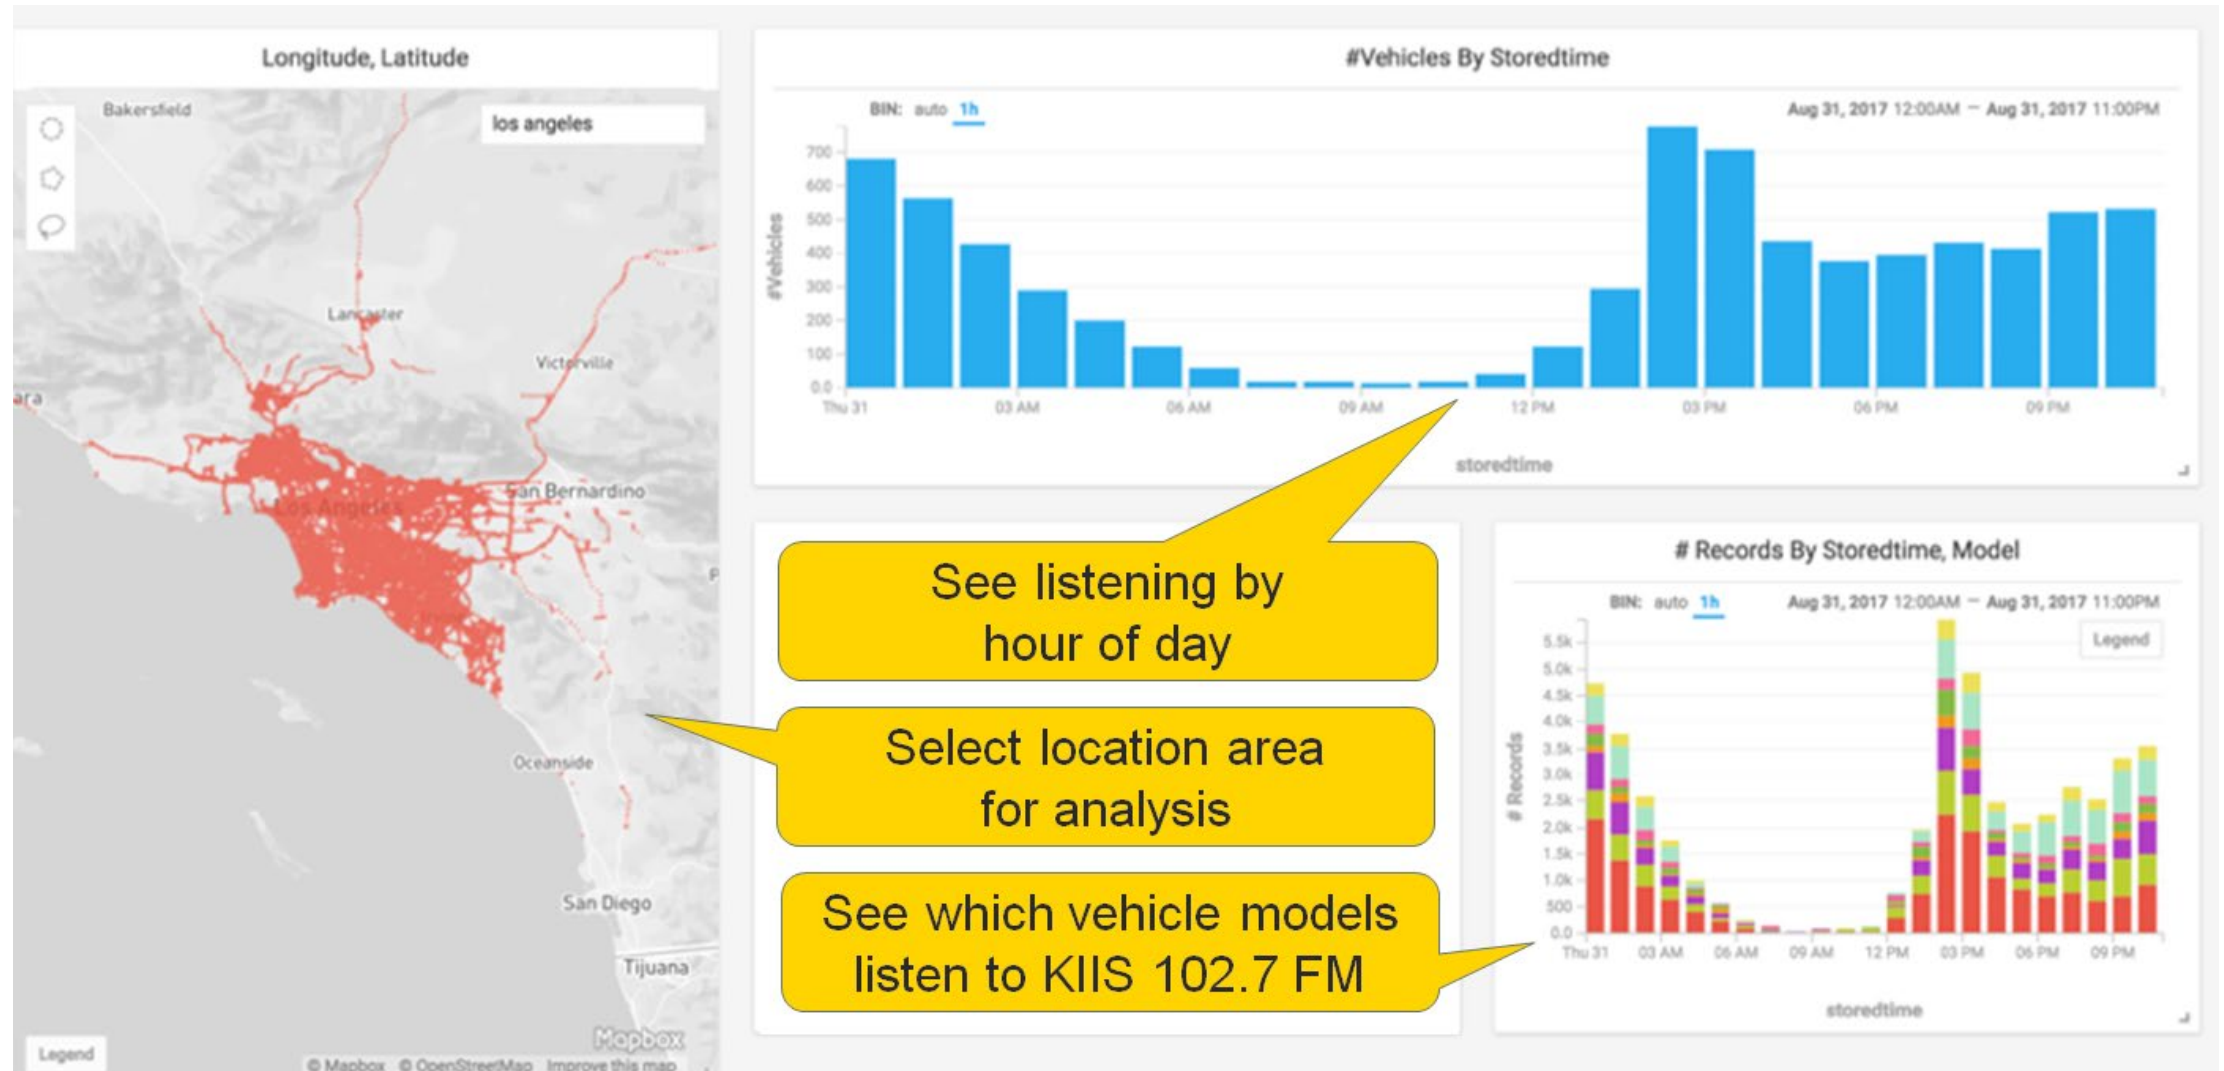 Longitude, Latitude
los angeles
Bakersfield
Lancaster
Victorville
ara
San Bernardino
Los Angeles
Oceanside
San Diego
Tijuana
Mapbox
Legend
© Mapbox © OpenStreetMap Improve this map
#Vehicles By Storedtime
BIN: auto 1h
Aug 31, 2017 12:00AM — Aug 31, 2017 11:00PM
#Vehicles
700
600
500
400
300
200
100
0.0
Thu 31 03 AM 06 AM 09 AM 12 PM 03 PM 06 PM 09 PM
storedtime
See listening by
hour of day
Select location area
for analysis
See which vehicle models
listen to KIIS 102.7 FM
# Records By Storedtime, Model
BIN: auto 1h
Aug 31, 2017 12:00AM — Aug 31, 2017 11:00PM
Legend
# Records
5.5k
5.0k
4.5k
4.0k
3.5k
3.0k
2.5k
2.0k
1.5k
1.0k
500
0.0
Thu 31 03 AM 06 AM 09 AM 12 PM 03 PM 06 PM 09 PM
storedtime